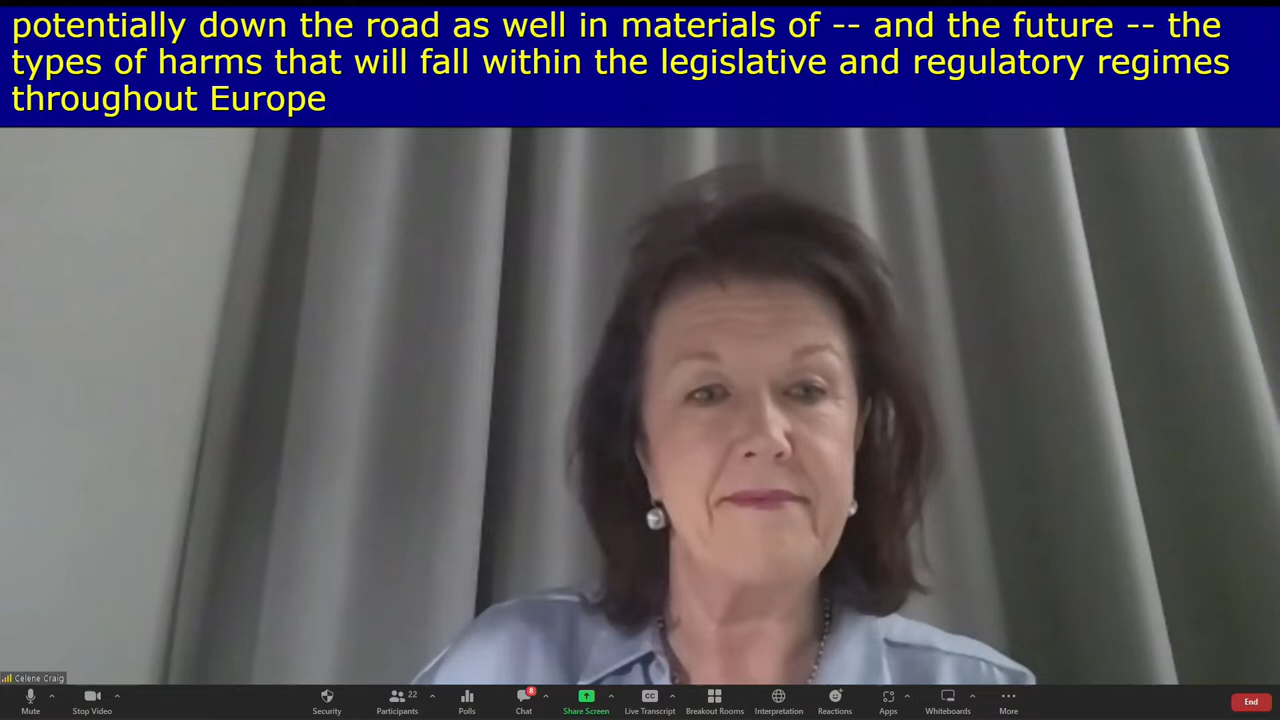 potentially down the road as well in materials of -- and the future -- the
types of harms that will fall within the legislative and regulatory regimes
throughout Europe
Celene Craig
22
8
Mute
Stop Video
Security
Participants
Polls
Chat
Share Screen
CC
Live Transcript
Breakout Rooms
Interpretation
Reactions
Apps
Whiteboards
More
End